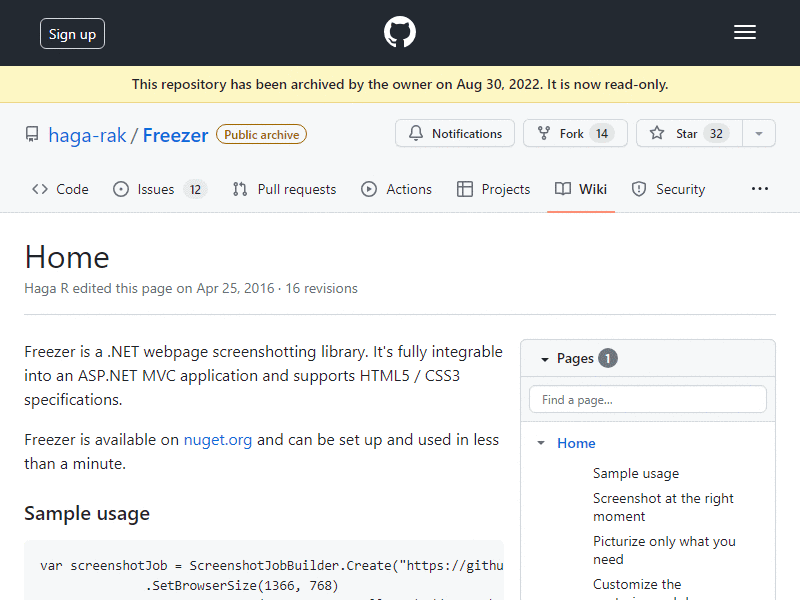 Sign up
This repository has been archived by the owner on Aug 30, 2022. It is now read-only.
haga-rak / Freezer Public archive
Notifications Fork 14 Star 32
Code Issues 12 Pull requests Actions Projects Wiki Security
Home
Haga R edited this page on Apr 25, 2016 · 16 revisions
Freezer is a .NET webpage screenshotting library. It's fully integrable
into an ASP.NET MVC application and supports HTML5 / CSS3
specifications.
Freezer is available on nuget.org and can be set up and used in less
than a minute.
Sample usage
var screenshotJob = ScreenshotJobBuilder.Create("https://githu
.SetBrowserSize(1366, 768)
Pages 1
Find a page...
Home
Sample usage
Screenshot at the right
moment
Picturize only what you
need
Customize the